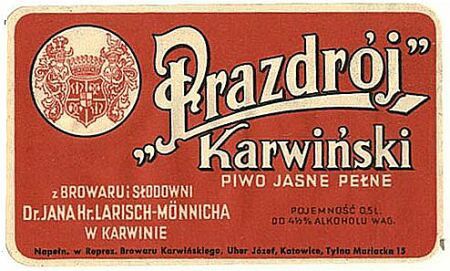 „Prazdrój”
„Karwiński
PIWO JASNE PEŁNE
z BROWARU i SŁODOWNI
Dr. JANA Hr. LARISCH-MÖNNICHA
W KARWINIE
POJEMNOŚĆ 0,5 L.
DO 4½% ALKOHOLU WAG.
Napełn. w Reprez. Browaru Karwińskiego, Uher Józef, Katowice, Tylna Mariacka 15